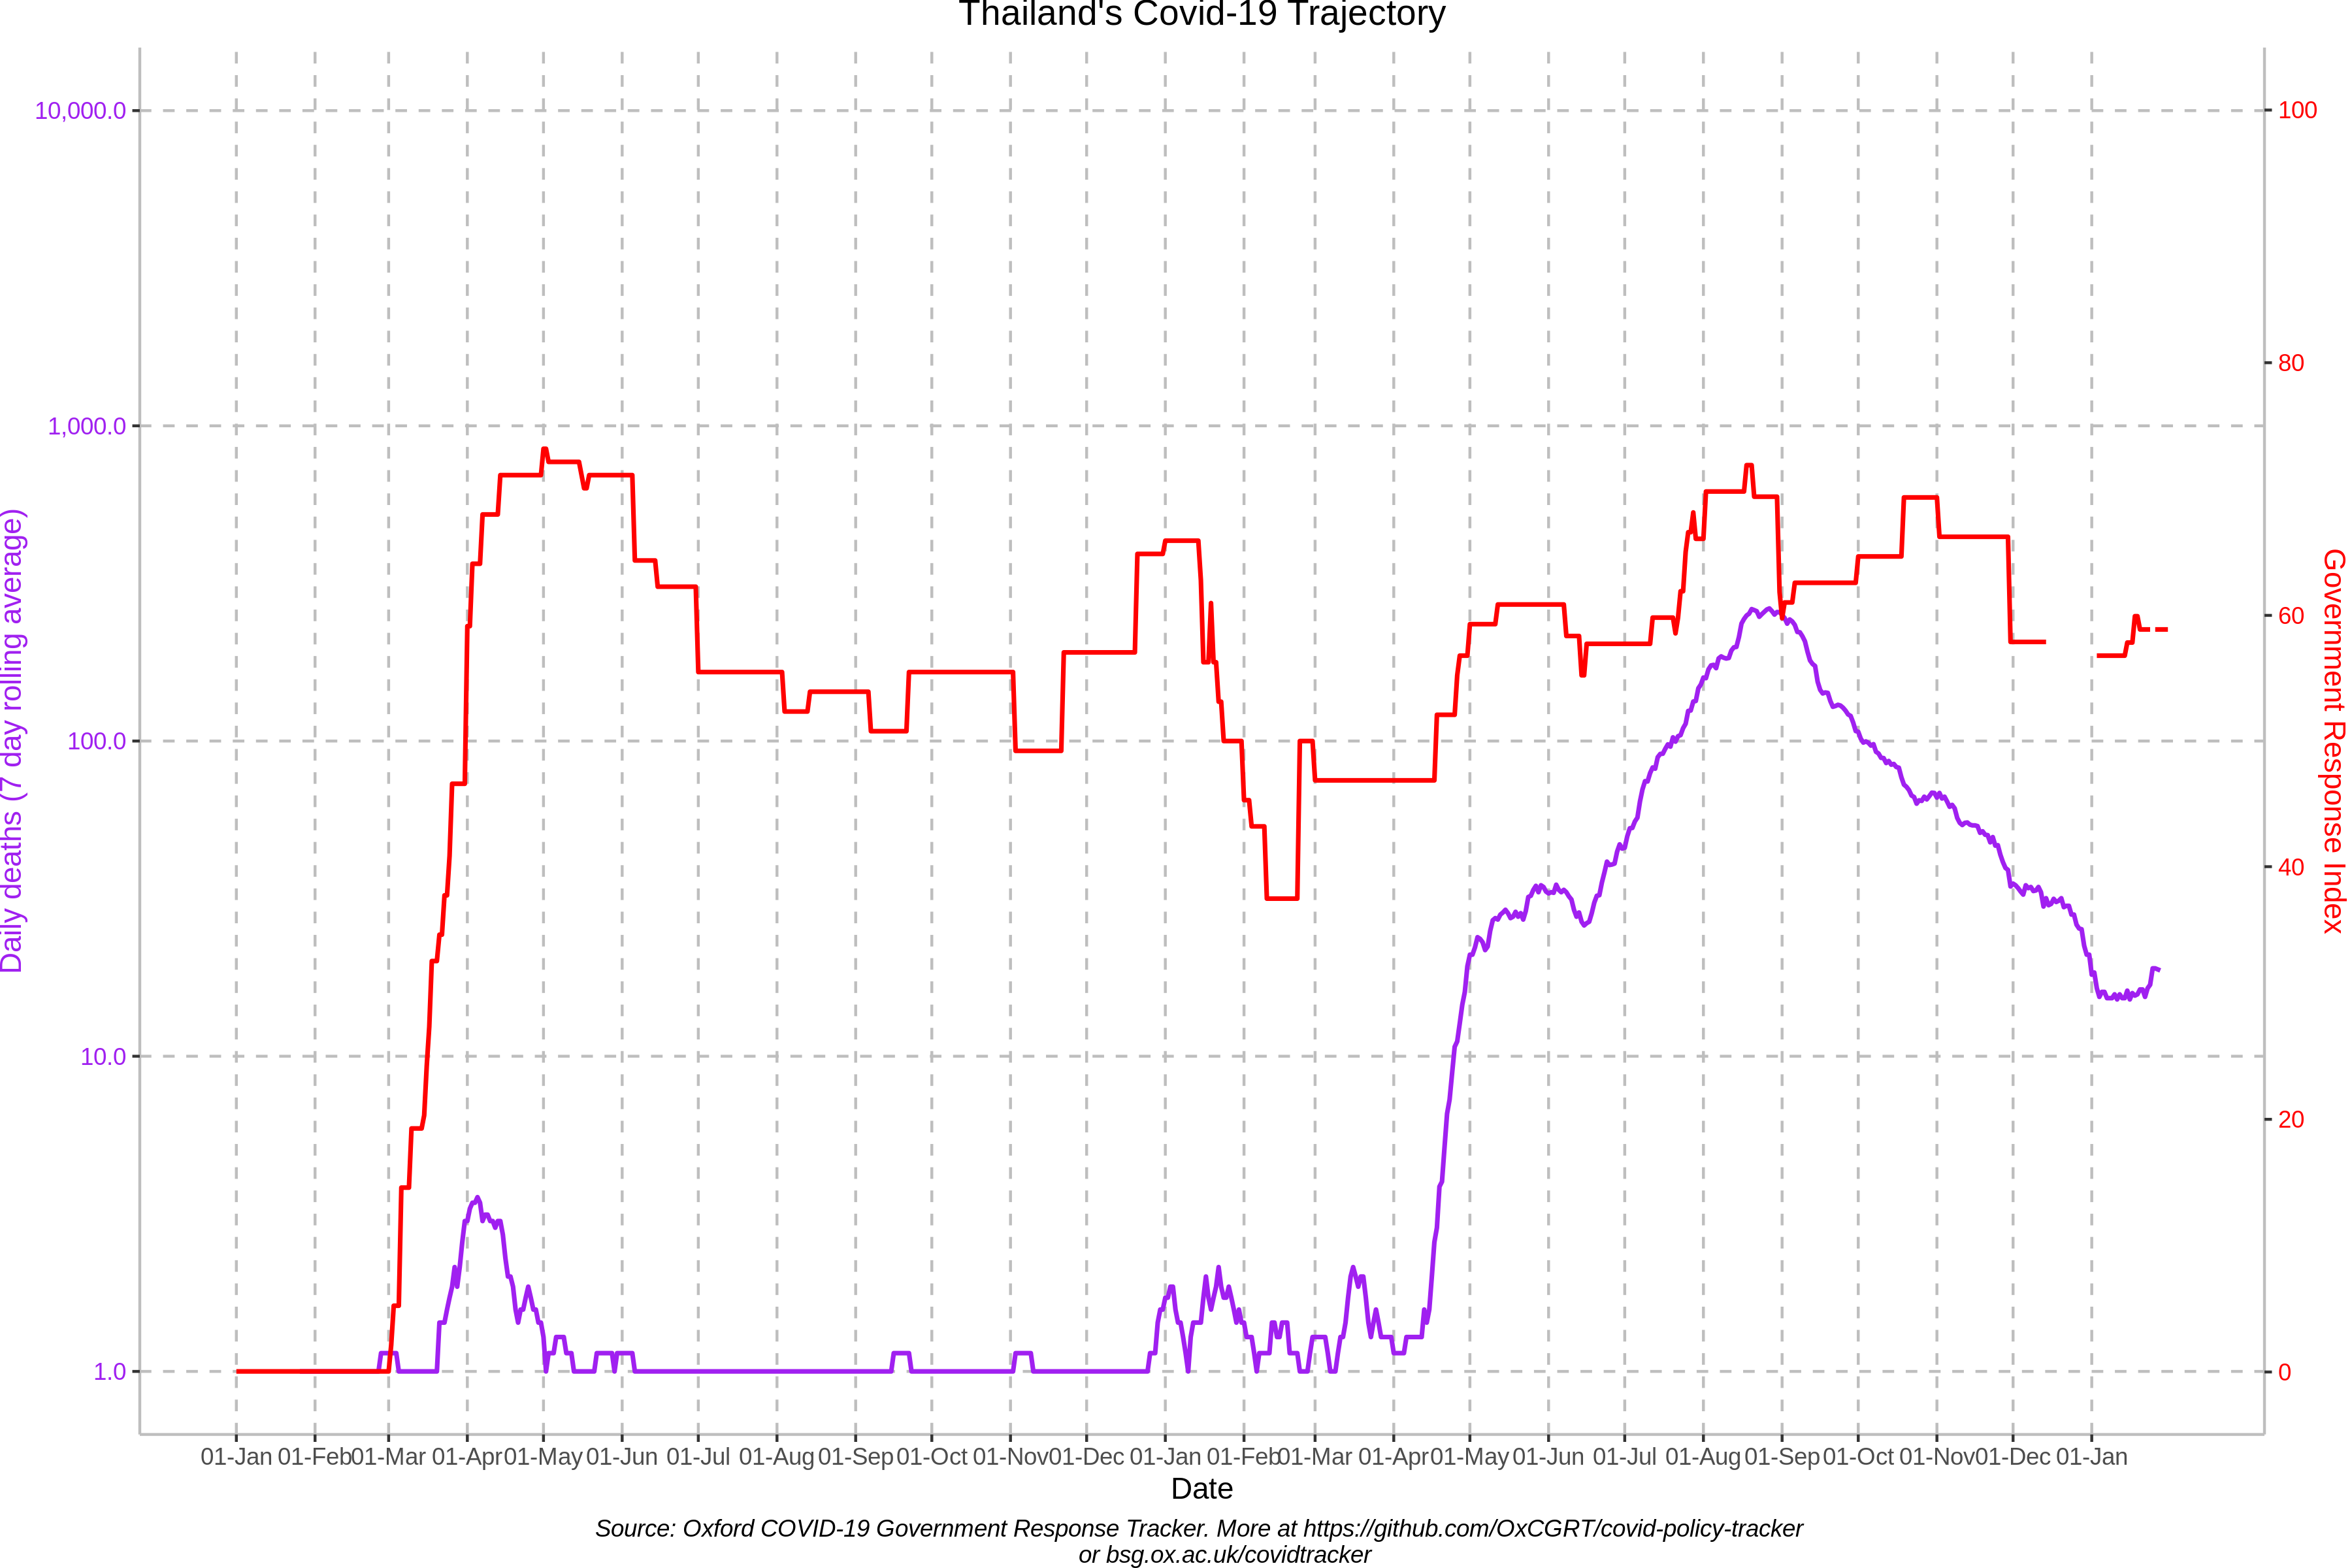 Thailand's Covid-19 Trajectory
10,000.0
1,000.0
100.0
10.0
1.0
Daily deaths (7 day rolling average)
100
80
60
40
20
0
Government Response Index
01-Jan 01-Feb 01-Mar 01-Apr 01-May 01-Jun 01-Jul 01-Aug 01-Sep 01-Oct 01-Nov 01-Dec 01-Jan 01-Feb 01-Mar 01-Apr 01-May 01-Jun 01-Jul 01-Aug 01-Sep 01-Oct 01-Nov 01-Dec 01-Jan
Date
Source: Oxford COVID-19 Government Response Tracker. More at https://github.com/OxCGRT/covid-policy-tracker
or bsg.ox.ac.uk/covidtracker